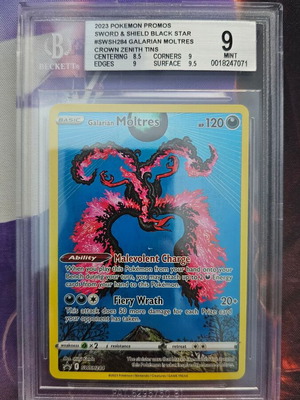 2023 POKEMON PROMOS
SWORD & SHIELD BLACK STAR
#SWSH284 GALARIAN MOLTRES
CROWN ZENITH TINS
CENTERING 8.5 CORNERS 9
EDGES 9 SURFACE 9.5
BECKETT
9
MINT
0018247071
BASIC Galarian Moltres HP 120
Ability Malevolent Charge
When you play this Pokémon from your hand onto your
Bench during your turn, you may attach up to 2 Energy
cards from your hand to this Pokémon.
Fiery Wrath 20+
This attack does 50 more damage for each Prize card
your opponent has taken.
weakness ×2 resistance retreat
SWSH284